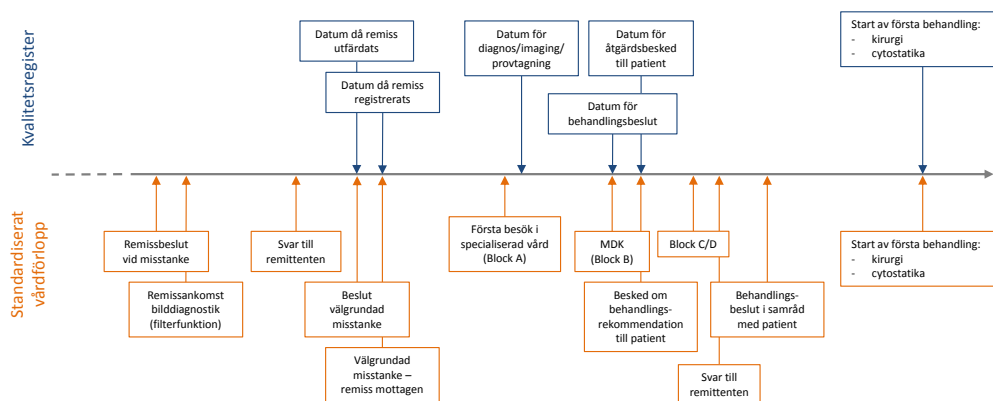 Kvalitetsregister
Datum då remiss
utfärdats
Datum då remiss
registrerats
Datum för
diagnos/imaging/
provtagning
Datum för
åtgärdsbesked
till patient
Datum för
behandlingsbeslut
Start av första behandling:
- kirurgi
- cytostatika
Standardiserat
vårdförlopp
Remissbeslut
vid misstanke
Remissankomst
bilddiagnostik
(filterfunktion)
Svar till
remittenten
Beslut
välgrundad
misstanke
Välgrundad
misstanke –
remiss mottagen
Första besök i
specialiserad vård
(Block A)
MDK
(Block B)
Besked om
behandlings-
rekommendation
till patient
Block C/D
Svar till
remittenten
Behandlings-
beslut i samråd
med patient
Start av första behandling:
- kirurgi
- cytostatika